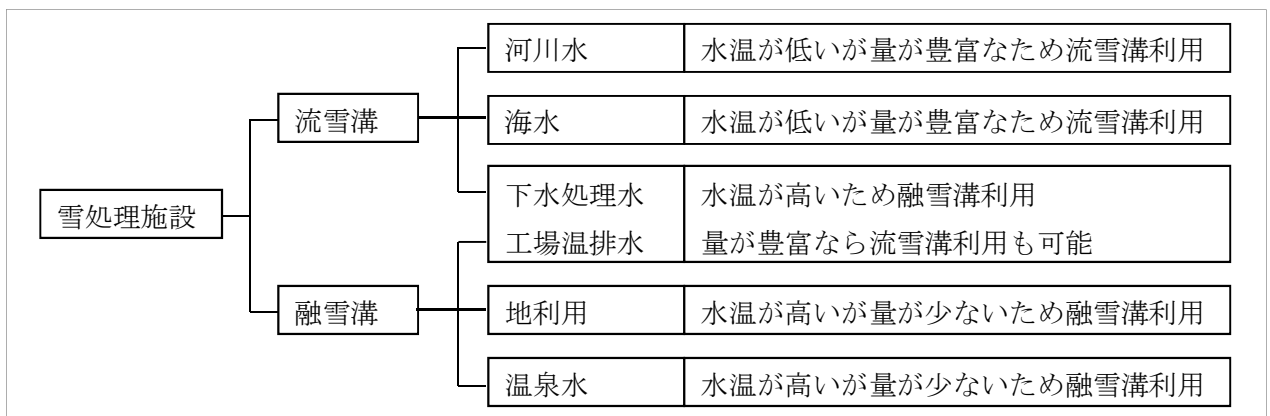 雪処理施設
流雪溝
河川水 水温が低いが量が豊富なため流雪溝利用
海水 水温が低いが量が豊富なため流雪溝利用
下水処理水 水温が高いため融雪溝利用
工場温排水 量が豊富なら流雪溝利用も可能
融雪溝
地利用 水温が高いが量が少ないため融雪溝利用
温泉水 水温が高いが量が少ないため融雪溝利用